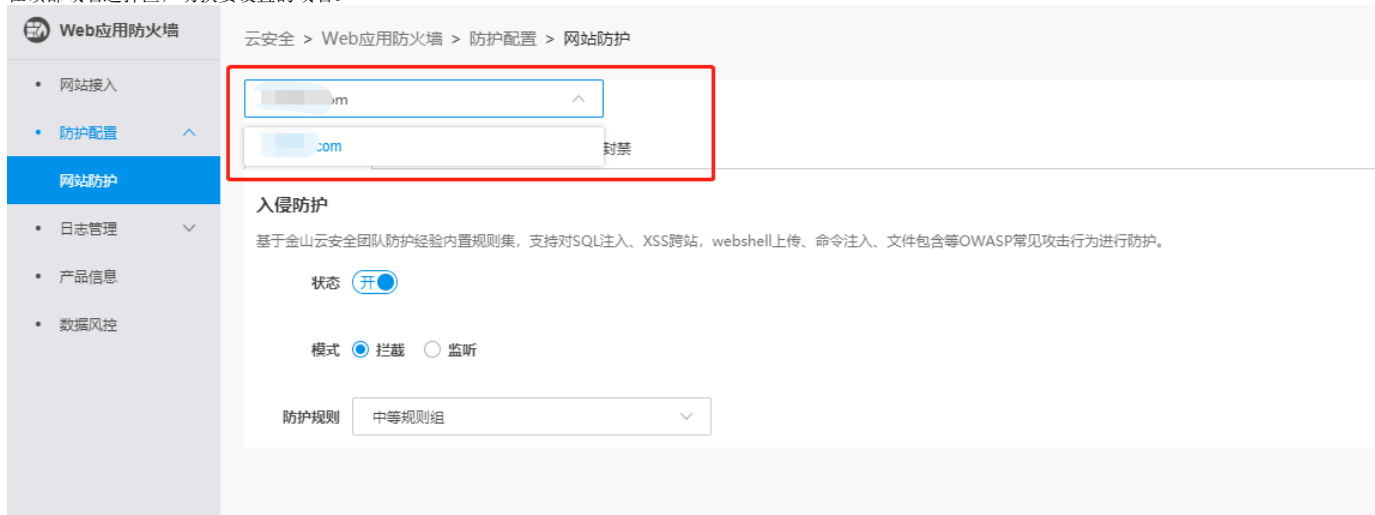 Web应用防火墙
云安全 > Web应用防火墙 > 防护配置 > 网站防护
• 网站接入
om
• 防护配置
.com
封禁
网站防护
入侵防护
• 日志管理
基于金山云安全团队防护经验内置规则集，支持对SQL注入、XSS跨站，webshell上传、命令注入、文件包含等OWASP常见攻击行为进行防护。
• 产品信息
状态 开
• 数据风控
模式 拦截 监听
防护规则 中等规则组